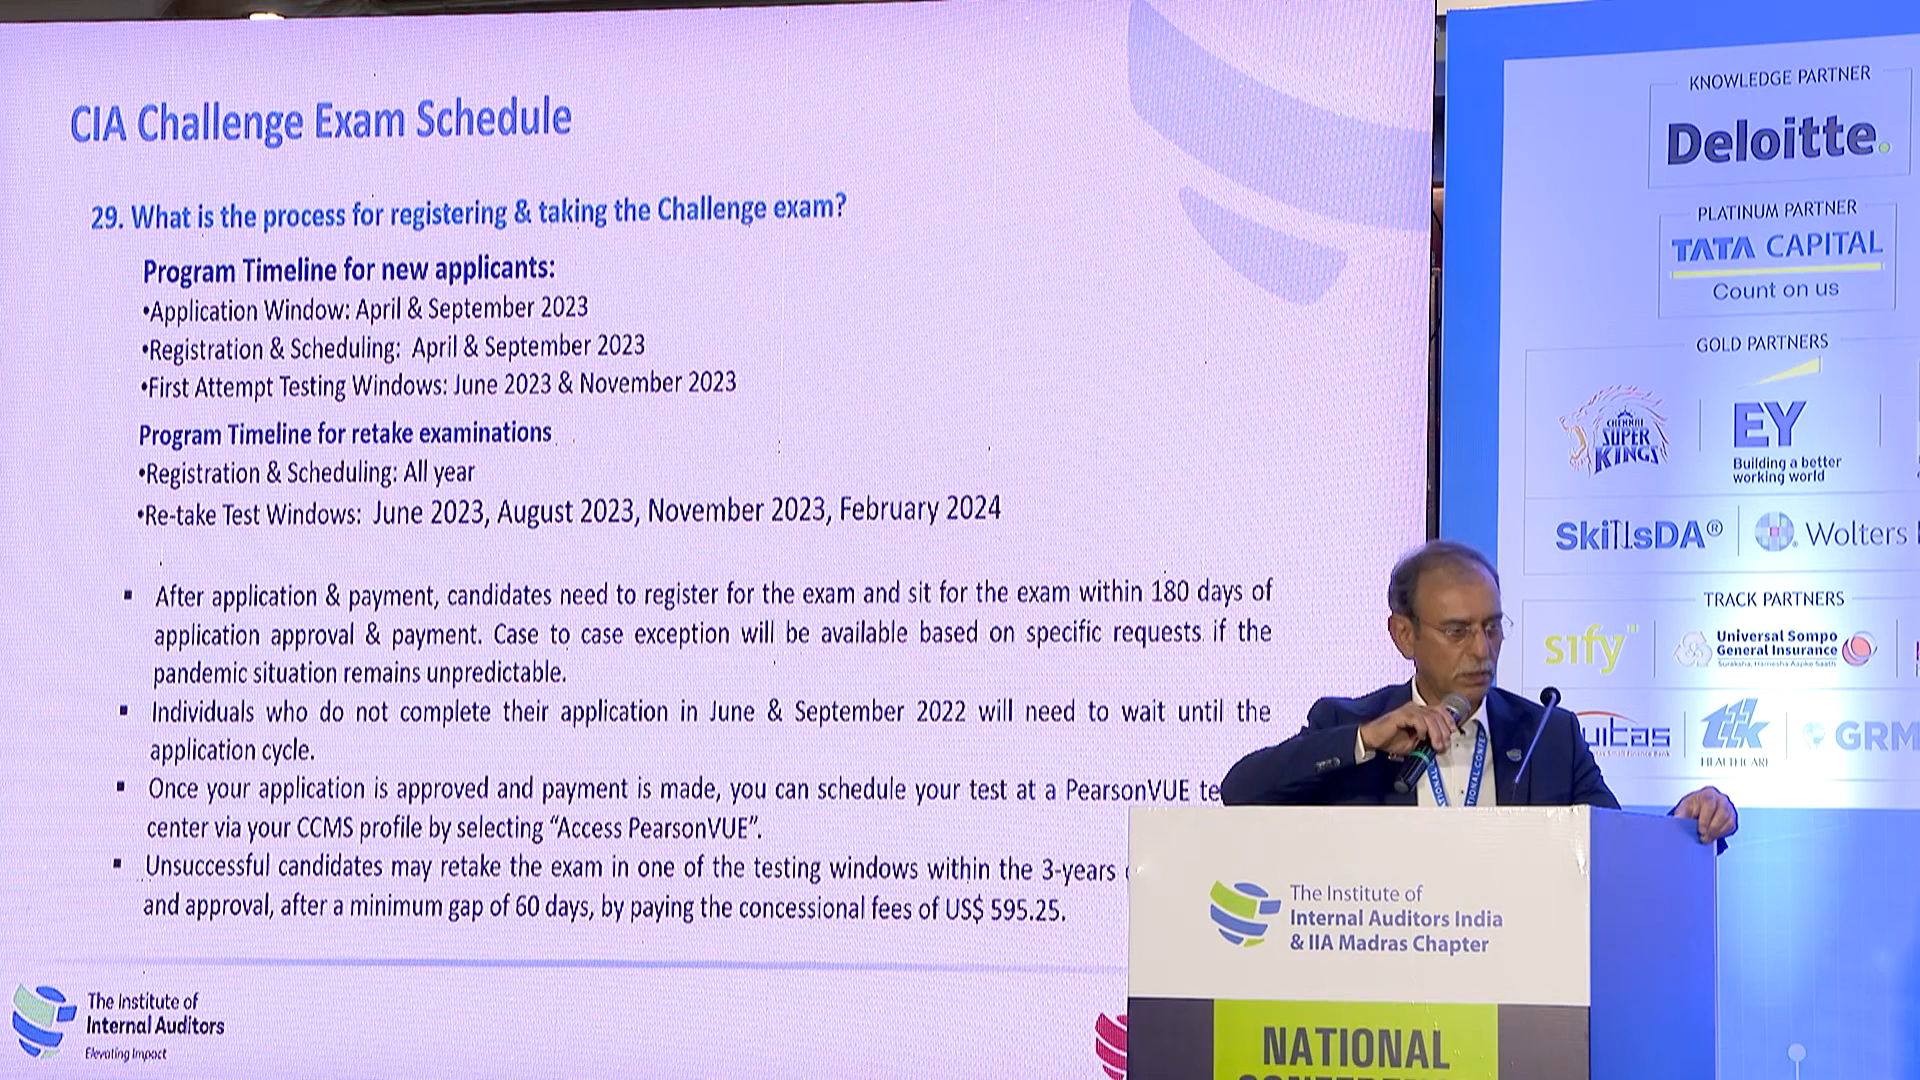 CIA Challenge Exam Schedule
29. What is the process for registering & taking the Challenge exam?
Program Timeline for new applicants:
•Application Window: April & September 2023
•Registration & Scheduling: April & September 2023
•First Attempt Testing Windows: June 2023 & November 2023
Program Timeline for retake examinations
•Registration & Scheduling: All year
•Re-take Test Windows: June 2023, August 2023, November 2023, February 2024
▪ After application & payment, candidates need to register for the exam and sit for the exam within 180 days of
application approval & payment. Case to case exception will be available based on specific requests if the
pandemic situation remains unpredictable.
▪ Individuals who do not complete their application in June & September 2022 will need to wait until the
application cycle.
▪ Once your application is approved and payment is made, you can schedule your test at a PearsonVUE te
center via your CCMS profile by selecting “Access PearsonVUE”.
▪ Unsuccessful candidates may retake the exam in one of the testing windows within the 3-years
and approval, after a minimum gap of 60 days, by paying the concessional fees of US$ 595.25.
The Institute of
Internal Auditors
Elevating Impact
KNOWLEDGE PARTNER
Deloitte.
PLATINUM PARTNER
TATA CAPITAL
Count on us
GOLD PARTNERS
CHENNAI
SUPER
KINGS
EY
Building a better
working world
SkillsDA®
Wolters
TRACK PARTNERS
sify
Universal Sompo
General Insurance
Suraksha, Hamesha Aapke Saath
uitas
ttk
HEALTHCARE
GRM
The Institute of
Internal Auditors India
& IIA Madras Chapter
NATIONAL